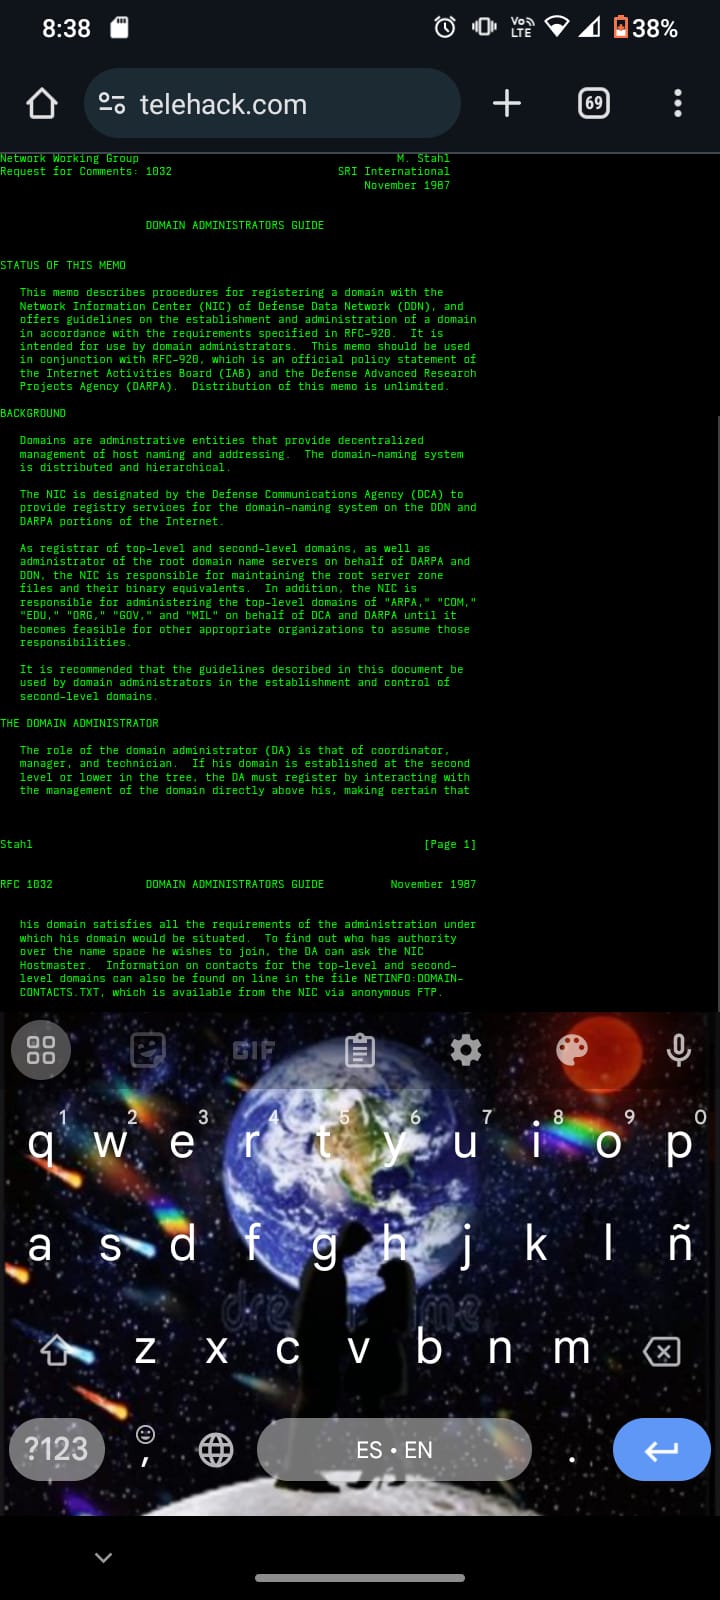 8:38
Vo
LTE
38%
telehack.com
69
Network Working Group                                       M. Stahl
Request for Comments: 1032                         SRI International
                                                       November 1987
DOMAIN ADMINISTRATORS GUIDE
STATUS OF THIS MEMO
This memo describes procedures for registering a domain with the
Network Information Center (NIC) of Defense Data Network (DDN), and
offers guidelines on the establishment and administration of a domain
in accordance with the requirements specified in RFC-920.  It is
intended for use by domain administrators.  This memo should be used
in conjunction with RFC-920, which is an official policy statement of
the Internet Activities Board (IAB) and the Defense Advanced Research
Projects Agency (DARPA).  Distribution of this memo is unlimited.
BACKGROUND
Domains are adminstrative entities that provide decentralized
management of host naming and addressing.  The domain-naming system
is distributed and hierarchical.
The NIC is designated by the Defense Communications Agency (DCA) to
provide registry services for the domain-naming system on the DDN and
DARPA portions of the Internet.
As registrar of top-level and second-level domains, as well as
administrator of the root domain name servers on behalf of DARPA and
DDN, the NIC is responsible for maintaining the root server zone
files and their binary equivalents.  In addition, the NIC is
responsible for administering the top-level domains of "ARPA," "COM,"
"EDU," "ORG," "GOV," and "MIL" on behalf of DCA and DARPA until it
becomes feasible for other appropriate organizations to assume those
responsibilities.
It is recommended that the guidelines described in this document be
used by domain administrators in the establishment and control of
second-level domains.
THE DOMAIN ADMINISTRATOR
The role of the domain administrator (DA) is that of coordinator,
manager, and technician.  If his domain is established at the second
level or lower in the tree, the DA must register by interacting with
the management of the domain directly above his, making certain that
Stahl                                                           [Page 1]
RFC 1032              DOMAIN ADMINISTRATORS GUIDE          November 1987
his domain satisfies all the requirements of the administration under
which his domain would be situated.  To find out who has authority
over the name space he wishes to join, the DA can ask the NIC
Hostmaster.  Information on contacts for the top-level and second-
level domains can also be found on line in the file NETINFO:DOMAIN-
CONTACTS.TXT, which is available from the NIC via anonymous FTP.
GIF
1 2 3 4 5 6 7 8 9 0
q w e r t y u i o p
a s d f g h j k l ñ
z x c v b n m
?123 , ES • EN .